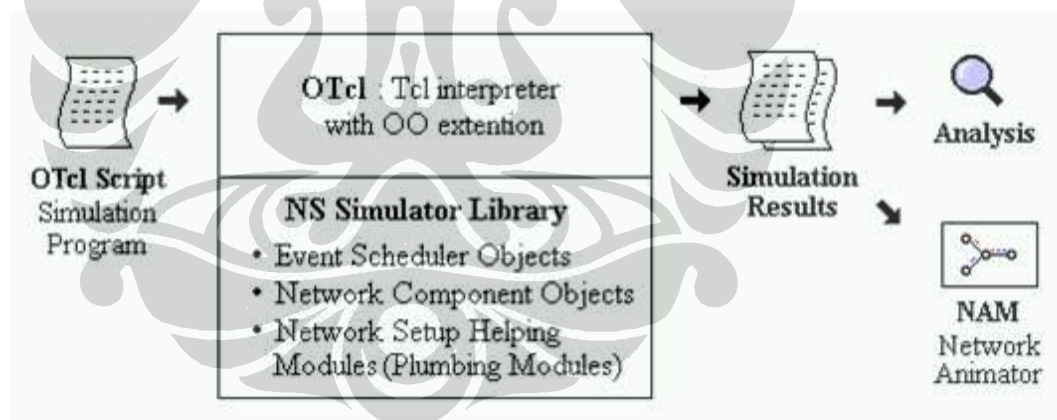 OTcl Script
Simulation
Program
OTcl : Tcl interpreter
with OO extention
NS Simulator Library
• Event Scheduler Objects
• Network Component Objects
• Network Setup Helping
Modules (Plumbing Modules)
Simulation
Results
Analysis
NAM
Network
Animator